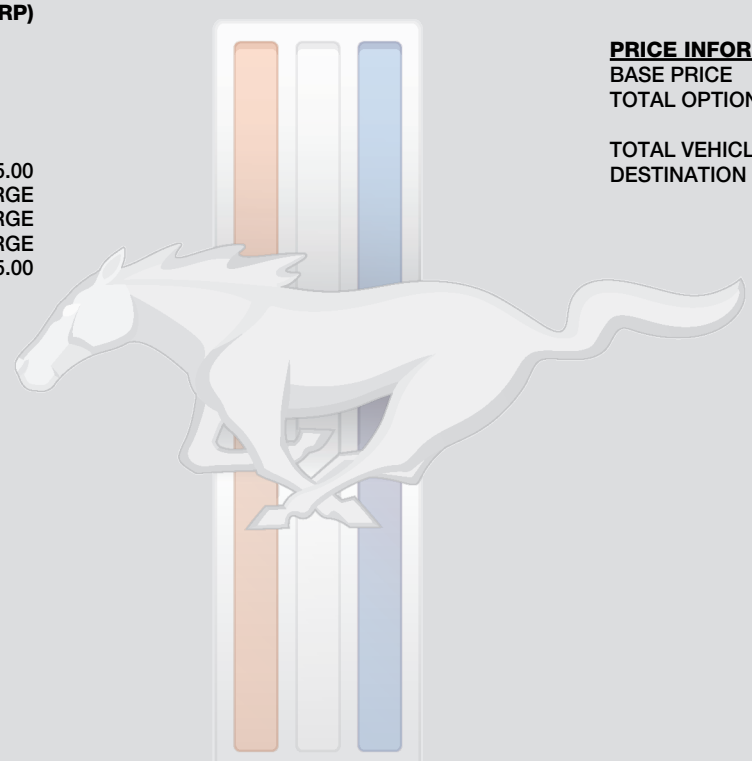 RP)
5.00
RGE
RGE
RGE
5.00
PRICE INFOR
BASE PRICE
TOTAL OPTION
TOTAL VEHICL
DESTINATION